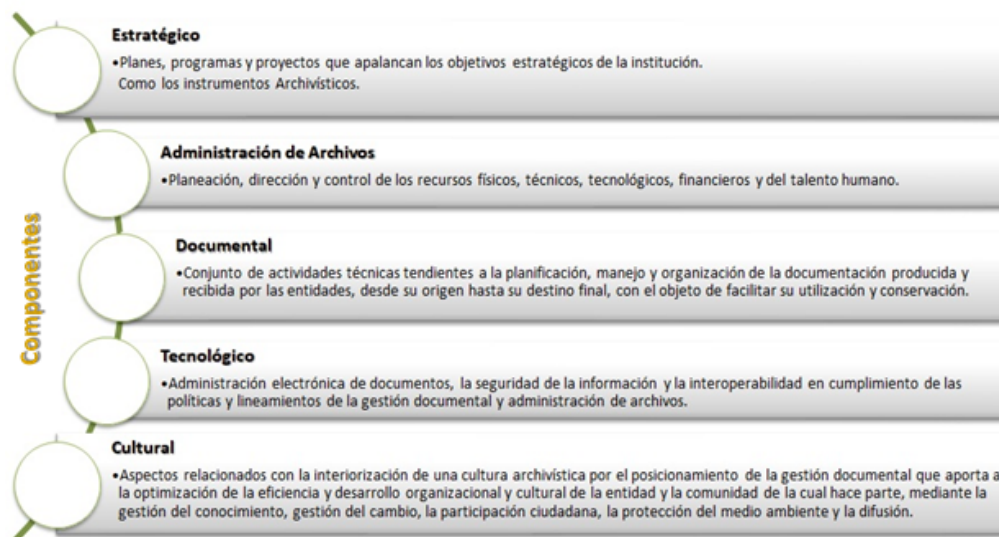 Componentes
Estratégico
•Planes, programas y proyectos que apalancan los objetivos estratégicos de la institución.
Como los instrumentos Archivísticos.
Administración de Archivos
•Planeación, dirección y control de los recursos físicos, técnicos, tecnológicos, financieros y del talento humano.
Documental
•Conjunto de actividades técnicas tendientes a la planificación, manejo y organización de la documentación producida y
recibida por las entidades, desde su origen hasta su destino final, con el objeto de facilitar su utilización y conservación.
Tecnológico
•Administración electrónica de documentos, la seguridad de la información y la interoperabilidad en cumplimiento de las
políticas y lineamientos de la gestión documental y administración de archivos.
Cultural
•Aspectos relacionados con la interiorización de una cultura archivística por el posicionamiento de la gestión documental que aporta a
la optimización de la eficiencia y desarrollo organizacional y cultural de la entidad y la comunidad de la cual hace parte, mediante la
gestión del conocimiento, gestión del cambio, la participación ciudadana, la protección del medio ambiente y la difusión.